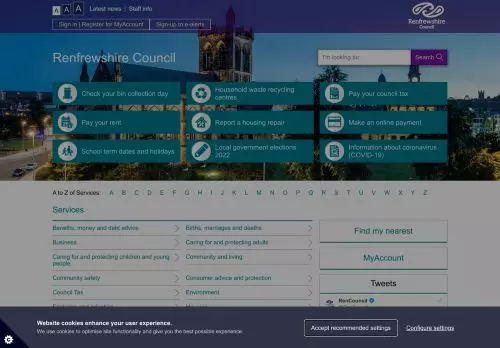 A A A Latest news | Staff info
Sign in | Register for MyAccount Sign-up to e-alerts
Renfrewshire Council
Renfrewshire Council
I'm looking for Search
Check your bin collection day
Household waste recycling centres
Pay your council tax
Pay your rent
Report a housing repair
Make an online payment
School term dates and holidays
Local government elections 2022
Information about coronavirus (COVID-19)
A to Z of Services: A B C D E F G H I J K L M N O P Q R S T U V W X Y Z
Services
Benefits, money and debt advice
Births, marriages and deaths
Business
Caring for and protecting adults
Caring for and protecting children and young people
Community and living
Community safety
Consumer advice and protection
Council Tax
Environment
Find my nearest
MyAccount
Tweets
RenCouncil
Website cookies enhance your user experience.
We use cookies to optimise site functionality and give you the best possible experience.
Accept recommended settings
Configure settings